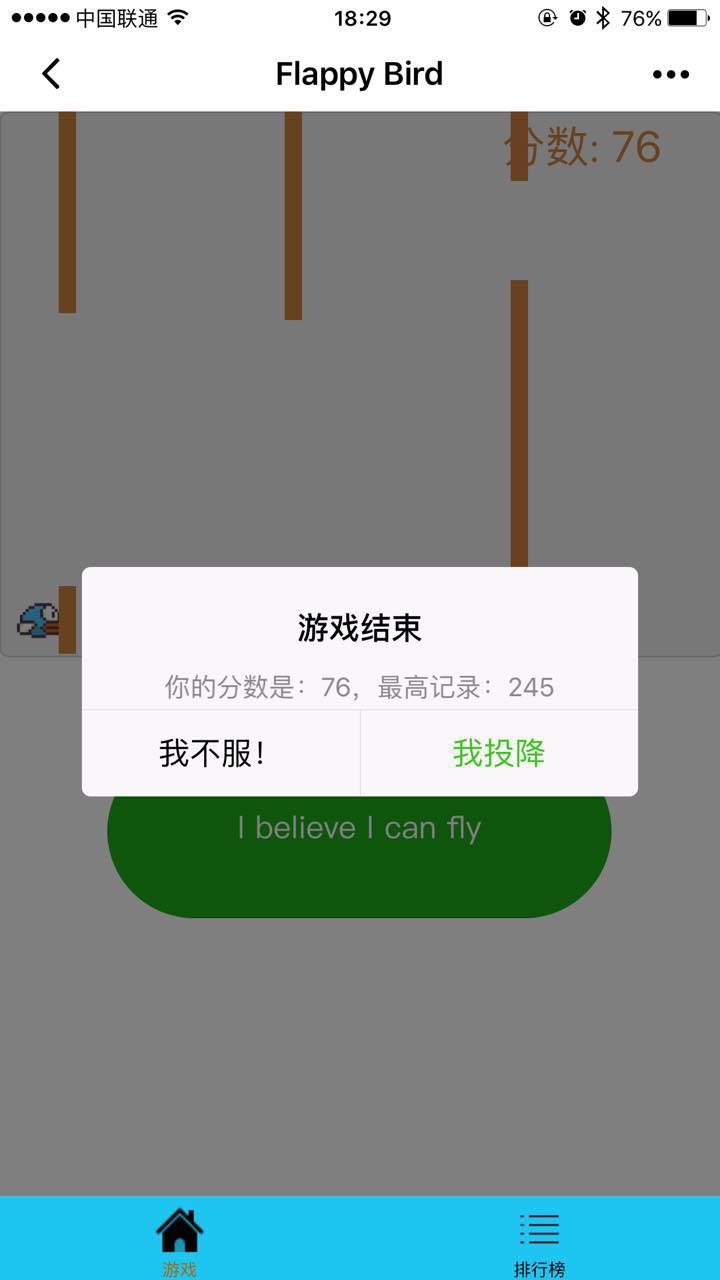 中国联通 18:29 76%
Flappy Bird
分数: 76
游戏结束
你的分数是：76，最高记录：245
我不服！ 我投降
I believe I can fly
游戏 排行榜